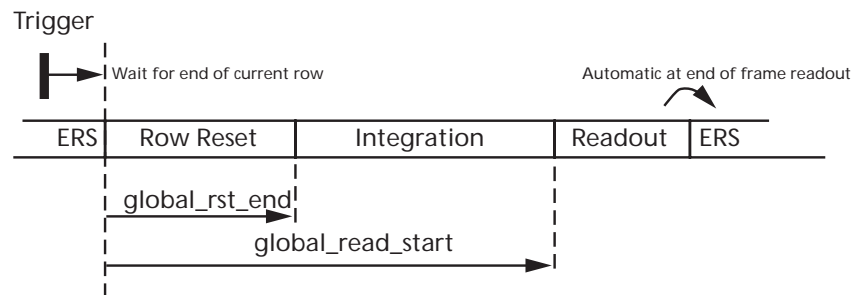 Trigger
Wait for end of current row
Automatic at end of frame readout
ERS Row Reset Integration Readout ERS
global_rst_end
global_read_start